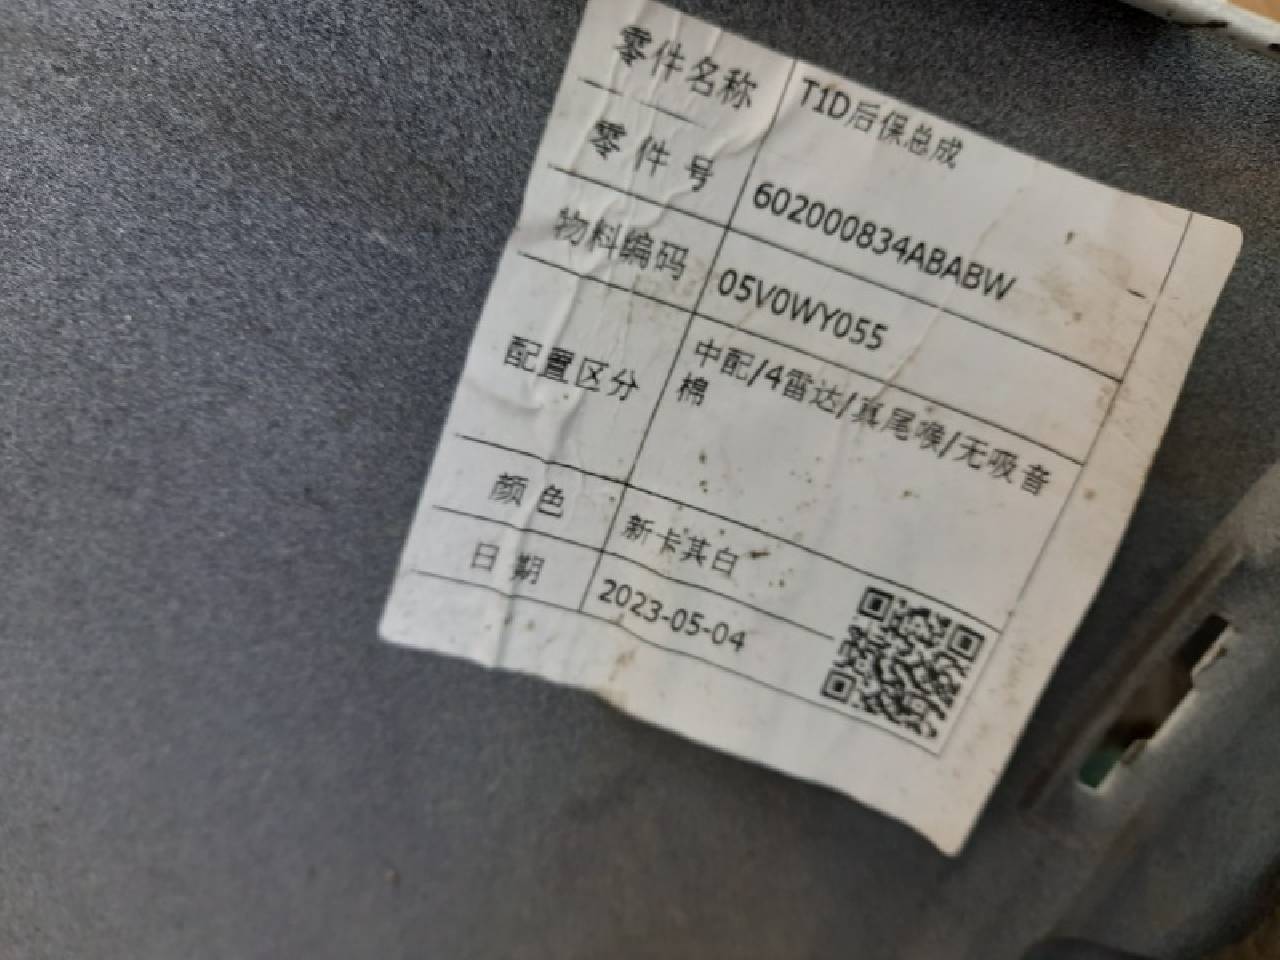 零件名称 T1D后保总成
零件号 602000834ABABW
物料编码 05V0WY055
配置区分 中配/4雷达/真尾喉/无吸音
棉
颜色 新卡其白
日期 2023-05-04